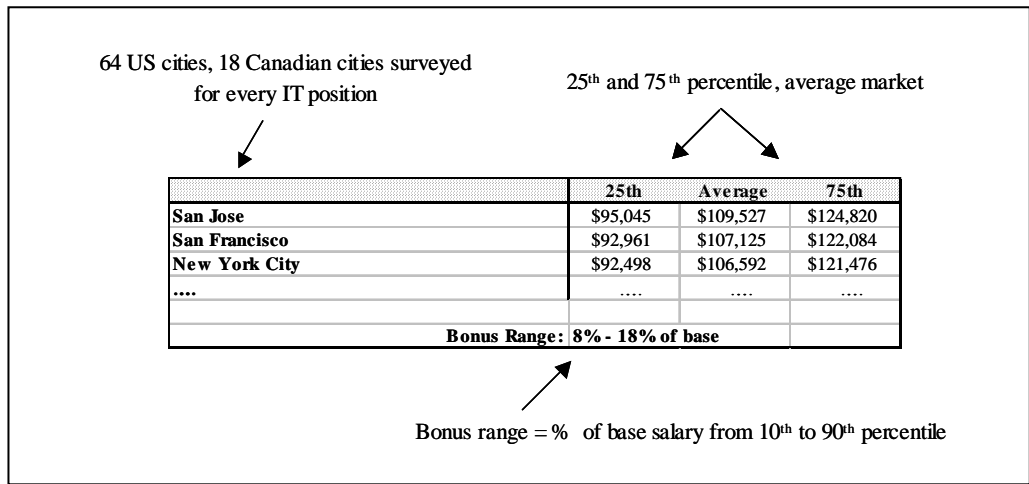 64 US cities, 18 Canadian cities surveyed
for every IT position
25th and 75th percentile, average market
25th Average 75th
San Jose $95,045 $109,527 $124,820
San Francisco $92,961 $107,125 $122,084
New York City $92,498 $106,592 $121,476
.... .... .... ....
Bonus Range: 8% - 18% of base
Bonus range = % of base salary from 10th to 90th percentile